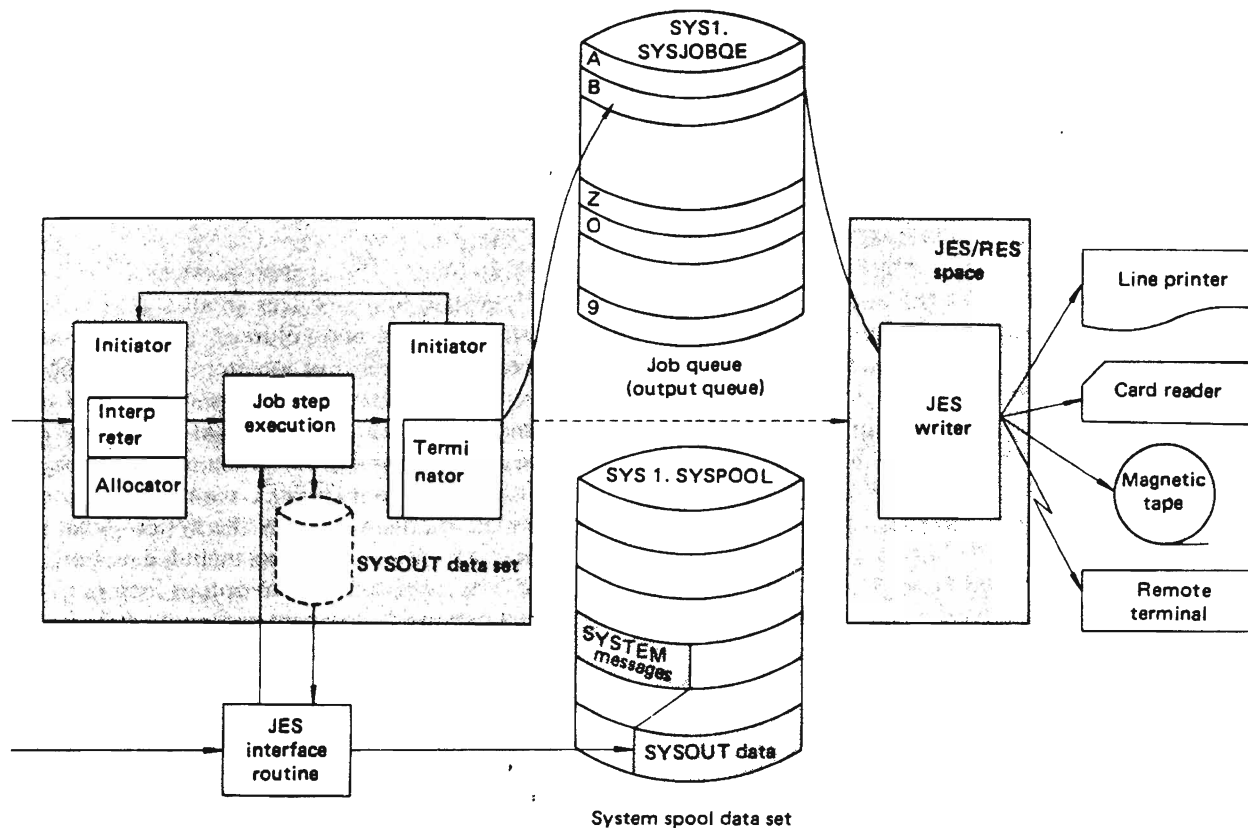 SYS1.
SYSJOBQE
A
B
Z
0
9
Job queue
(output queue)
JES/RES
space
Line printer
Initiator
Initiator
Job step
execution
Interp
reter
Allocator
Termi
nator
JES
writer
Card reader
SYS 1. SYSPOOL
Magnetic
tape
SYSOUT data set
Remote
terminal
SYSTEM
messages
JES
interface
routine
SYSOUT data
System spool data set